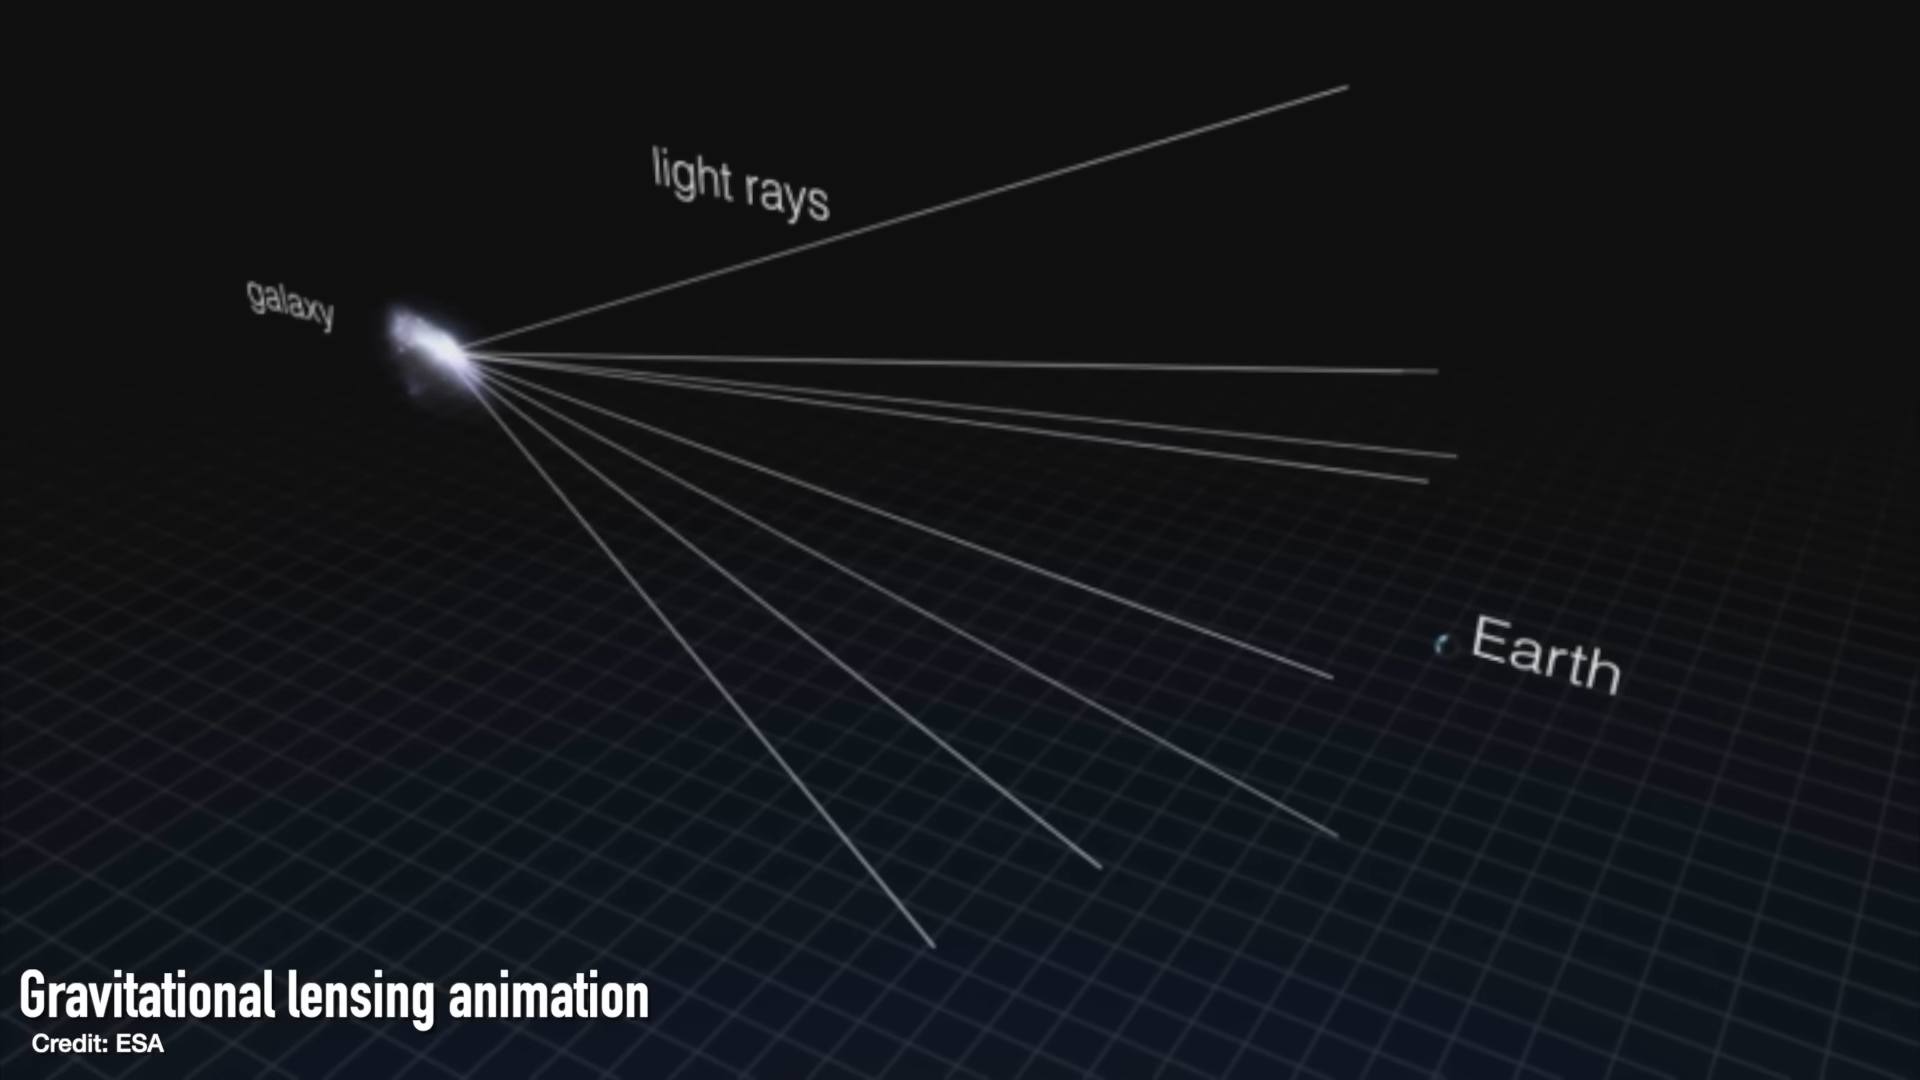 light rays
galaxy
Earth
Gravitational lensing animation
Credit: ESA